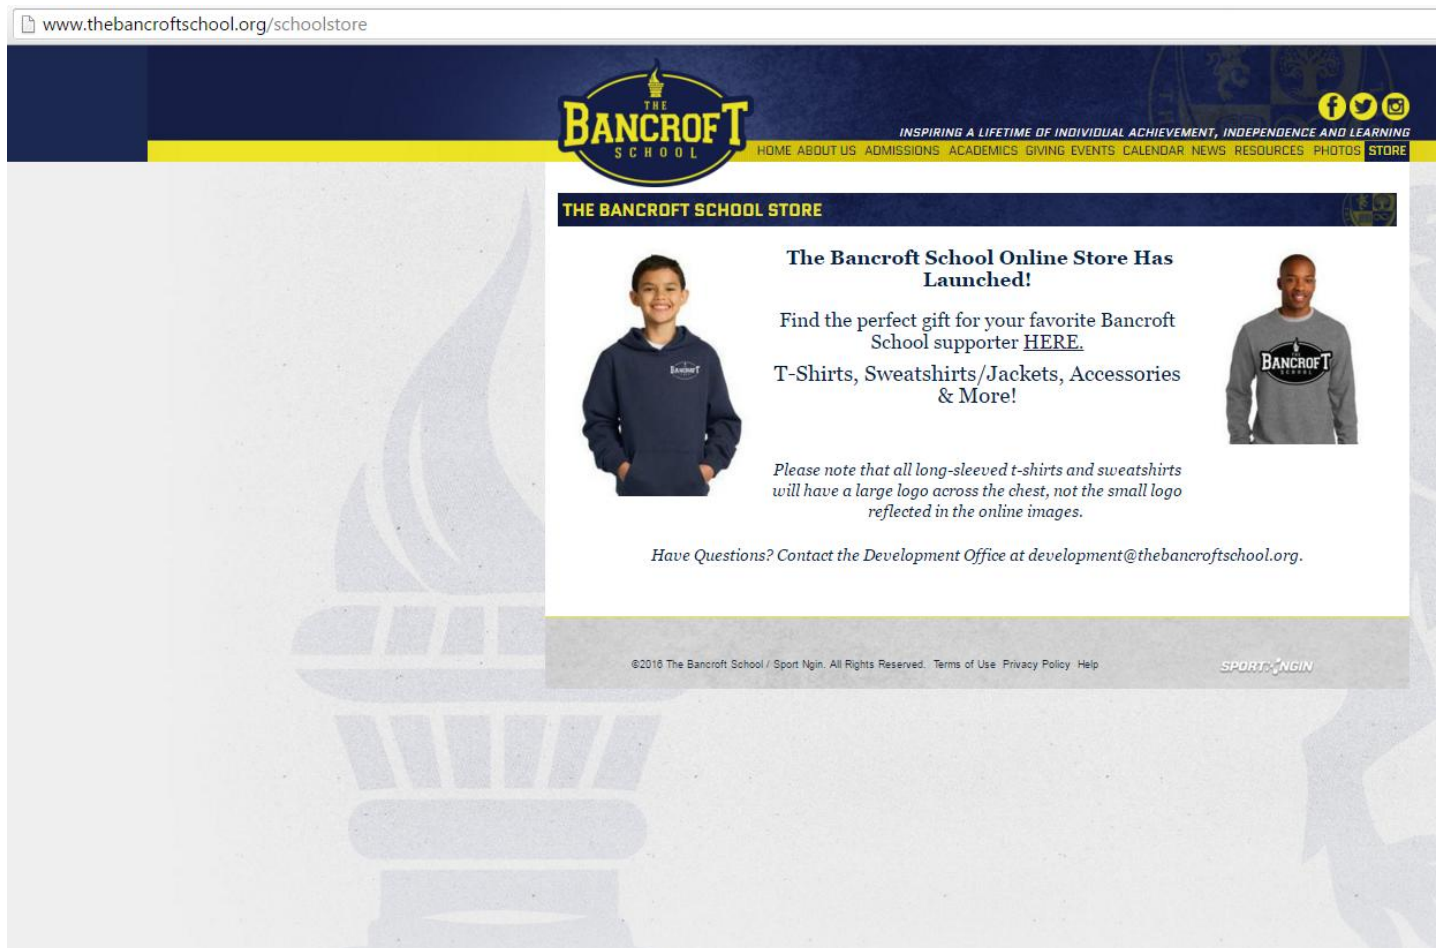 www.thebancroftschool.org/schoolstore
THE
BANCROFT
SCHOOL
INSPIRING A LIFETIME OF INDIVIDUAL ACHIEVEMENT, INDEPENDENCE AND LEARNING
HOME ABOUT US ADMISSIONS ACADEMICS GIVING EVENTS CALENDAR NEWS RESOURCES PHOTOS STORE
THE BANCROFT SCHOOL STORE
The Bancroft School Online Store Has
Launched!
Find the perfect gift for your favorite Bancroft
School supporter HERE.
T-Shirts, Sweatshirts/Jackets, Accessories
& More!
BANCROFT
THE
BANCROFT
SCHOOL
Please note that all long-sleeved t-shirts and sweatshirts
will have a large logo across the chest, not the small logo
reflected in the online images.
Have Questions? Contact the Development Office at development@thebancroftschool.org.
©2016 The Bancroft School / Sport Ngin. All Rights Reserved. Terms of Use Privacy Policy Help
SPORT NGIN